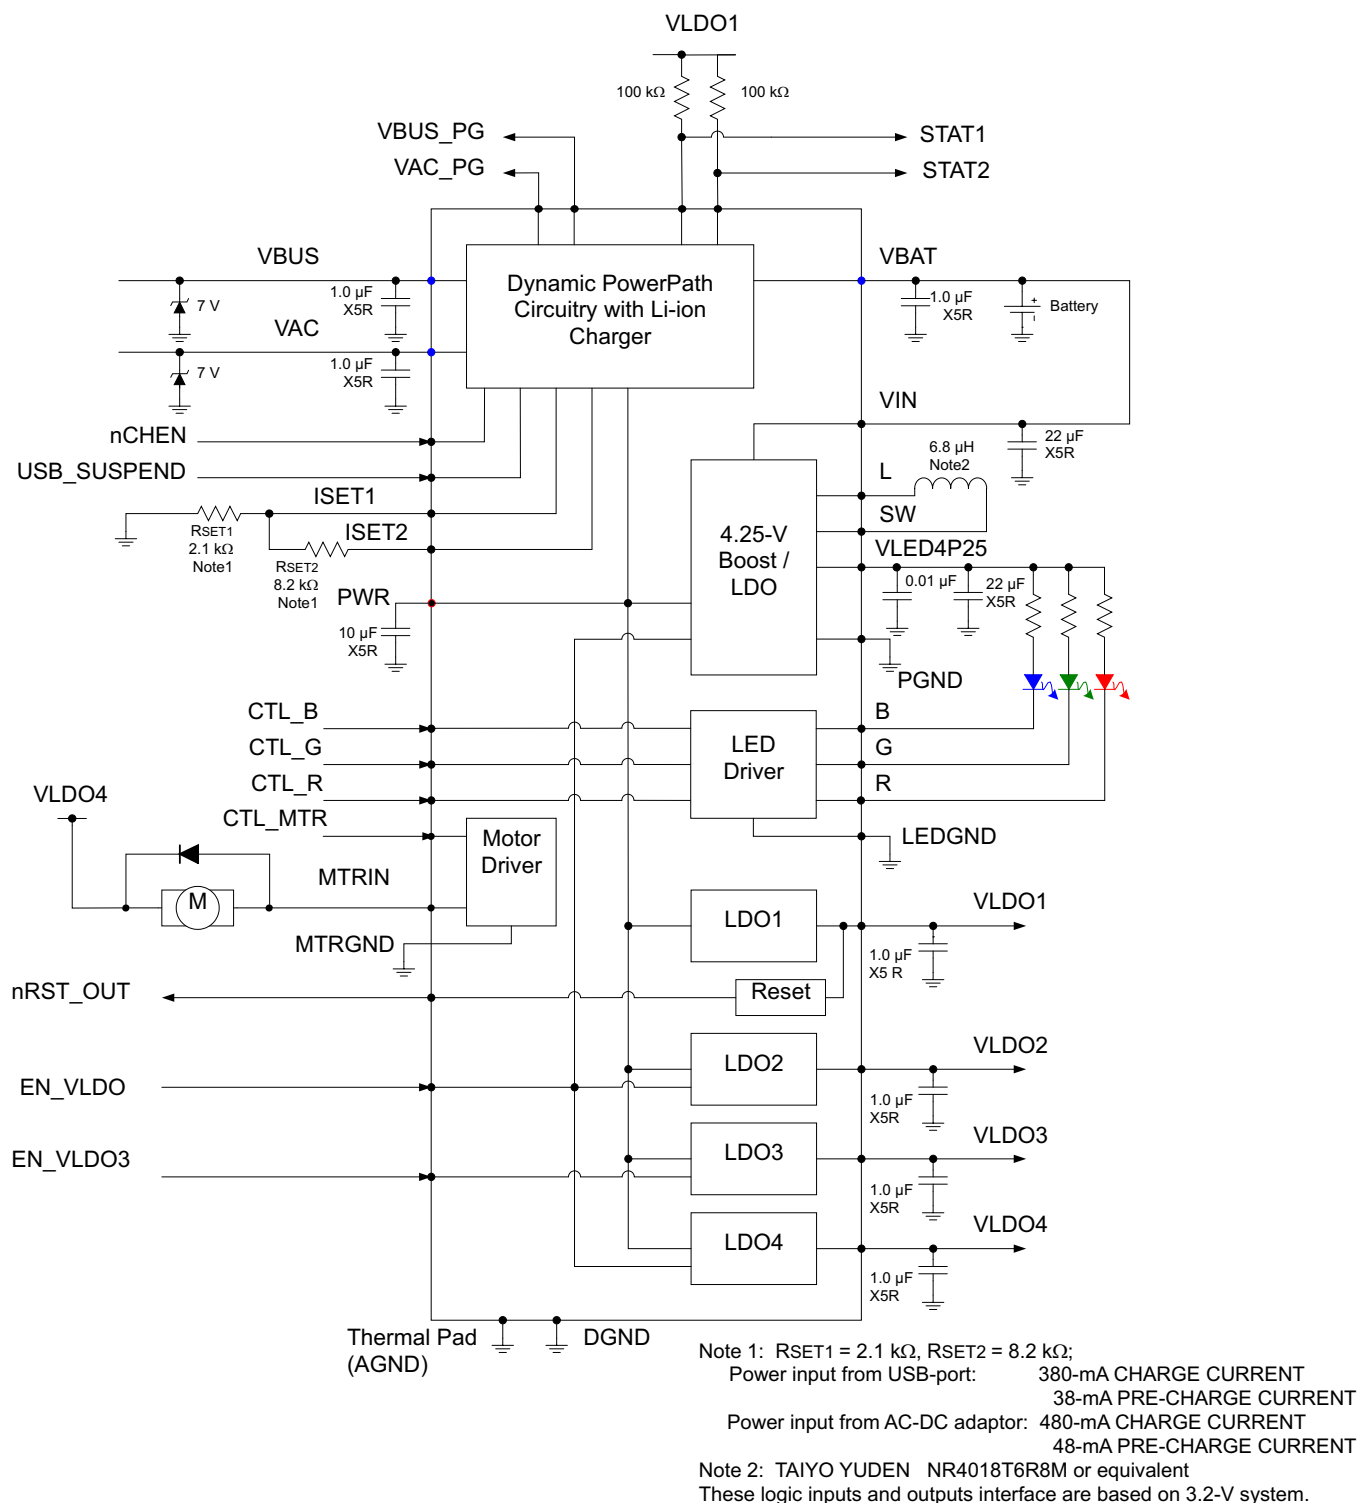 VLDO1
100 kΩ
100 kΩ
VBUS_PG
STAT1
VAC_PG
STAT2
VBUS
VBAT
Dynamic PowerPath
Circuitry with Li-ion
Charger
1.0 µF
X5R
7 V
1.0 µF
X5R
+
-
Battery
VAC
1.0 µF
X5R
7 V
VIN
nCHEN
22 µF
X5R
6.8 µH
Note2
USB_SUSPEND
L
ISET1
SW
ISET2
RSET1
2.1 kΩ
Note1
4.25-V
Boost /
LDO
VLED4P25
RSET2
8.2 kΩ
Note1
0.01 µF
22 µF
X5R
PWR
10 µF
X5R
PGND
CTL_B
B
LED
Driver
CTL_G
G
CTL_R
R
VLDO4
CTL_MTR
Motor
Driver
LEDGND
MTRIN
M
LDO1
VLDO1
MTRGND
1.0 µF
X5 R
nRST_OUT
Reset
LDO2
VLDO2
EN_VLDO
1.0 µF
X5R
LDO3
VLDO3
EN_VLDO3
1.0 µF
X5R
LDO4
VLDO4
1.0 µF
X5R
Thermal Pad
(AGND)
DGND
Note 1: RSET1 = 2.1 kΩ, RSET2 = 8.2 kΩ;
Power input from USB-port: 380-mA CHARGE CURRENT
38-mA PRE-CHARGE CURRENT
Power input from AC-DC adaptor: 480-mA CHARGE CURRENT
48-mA PRE-CHARGE CURRENT
Note 2: TAIYO YUDEN NR4018T6R8M or equivalent
These logic inputs and outputs interface are based on 3.2-V system.